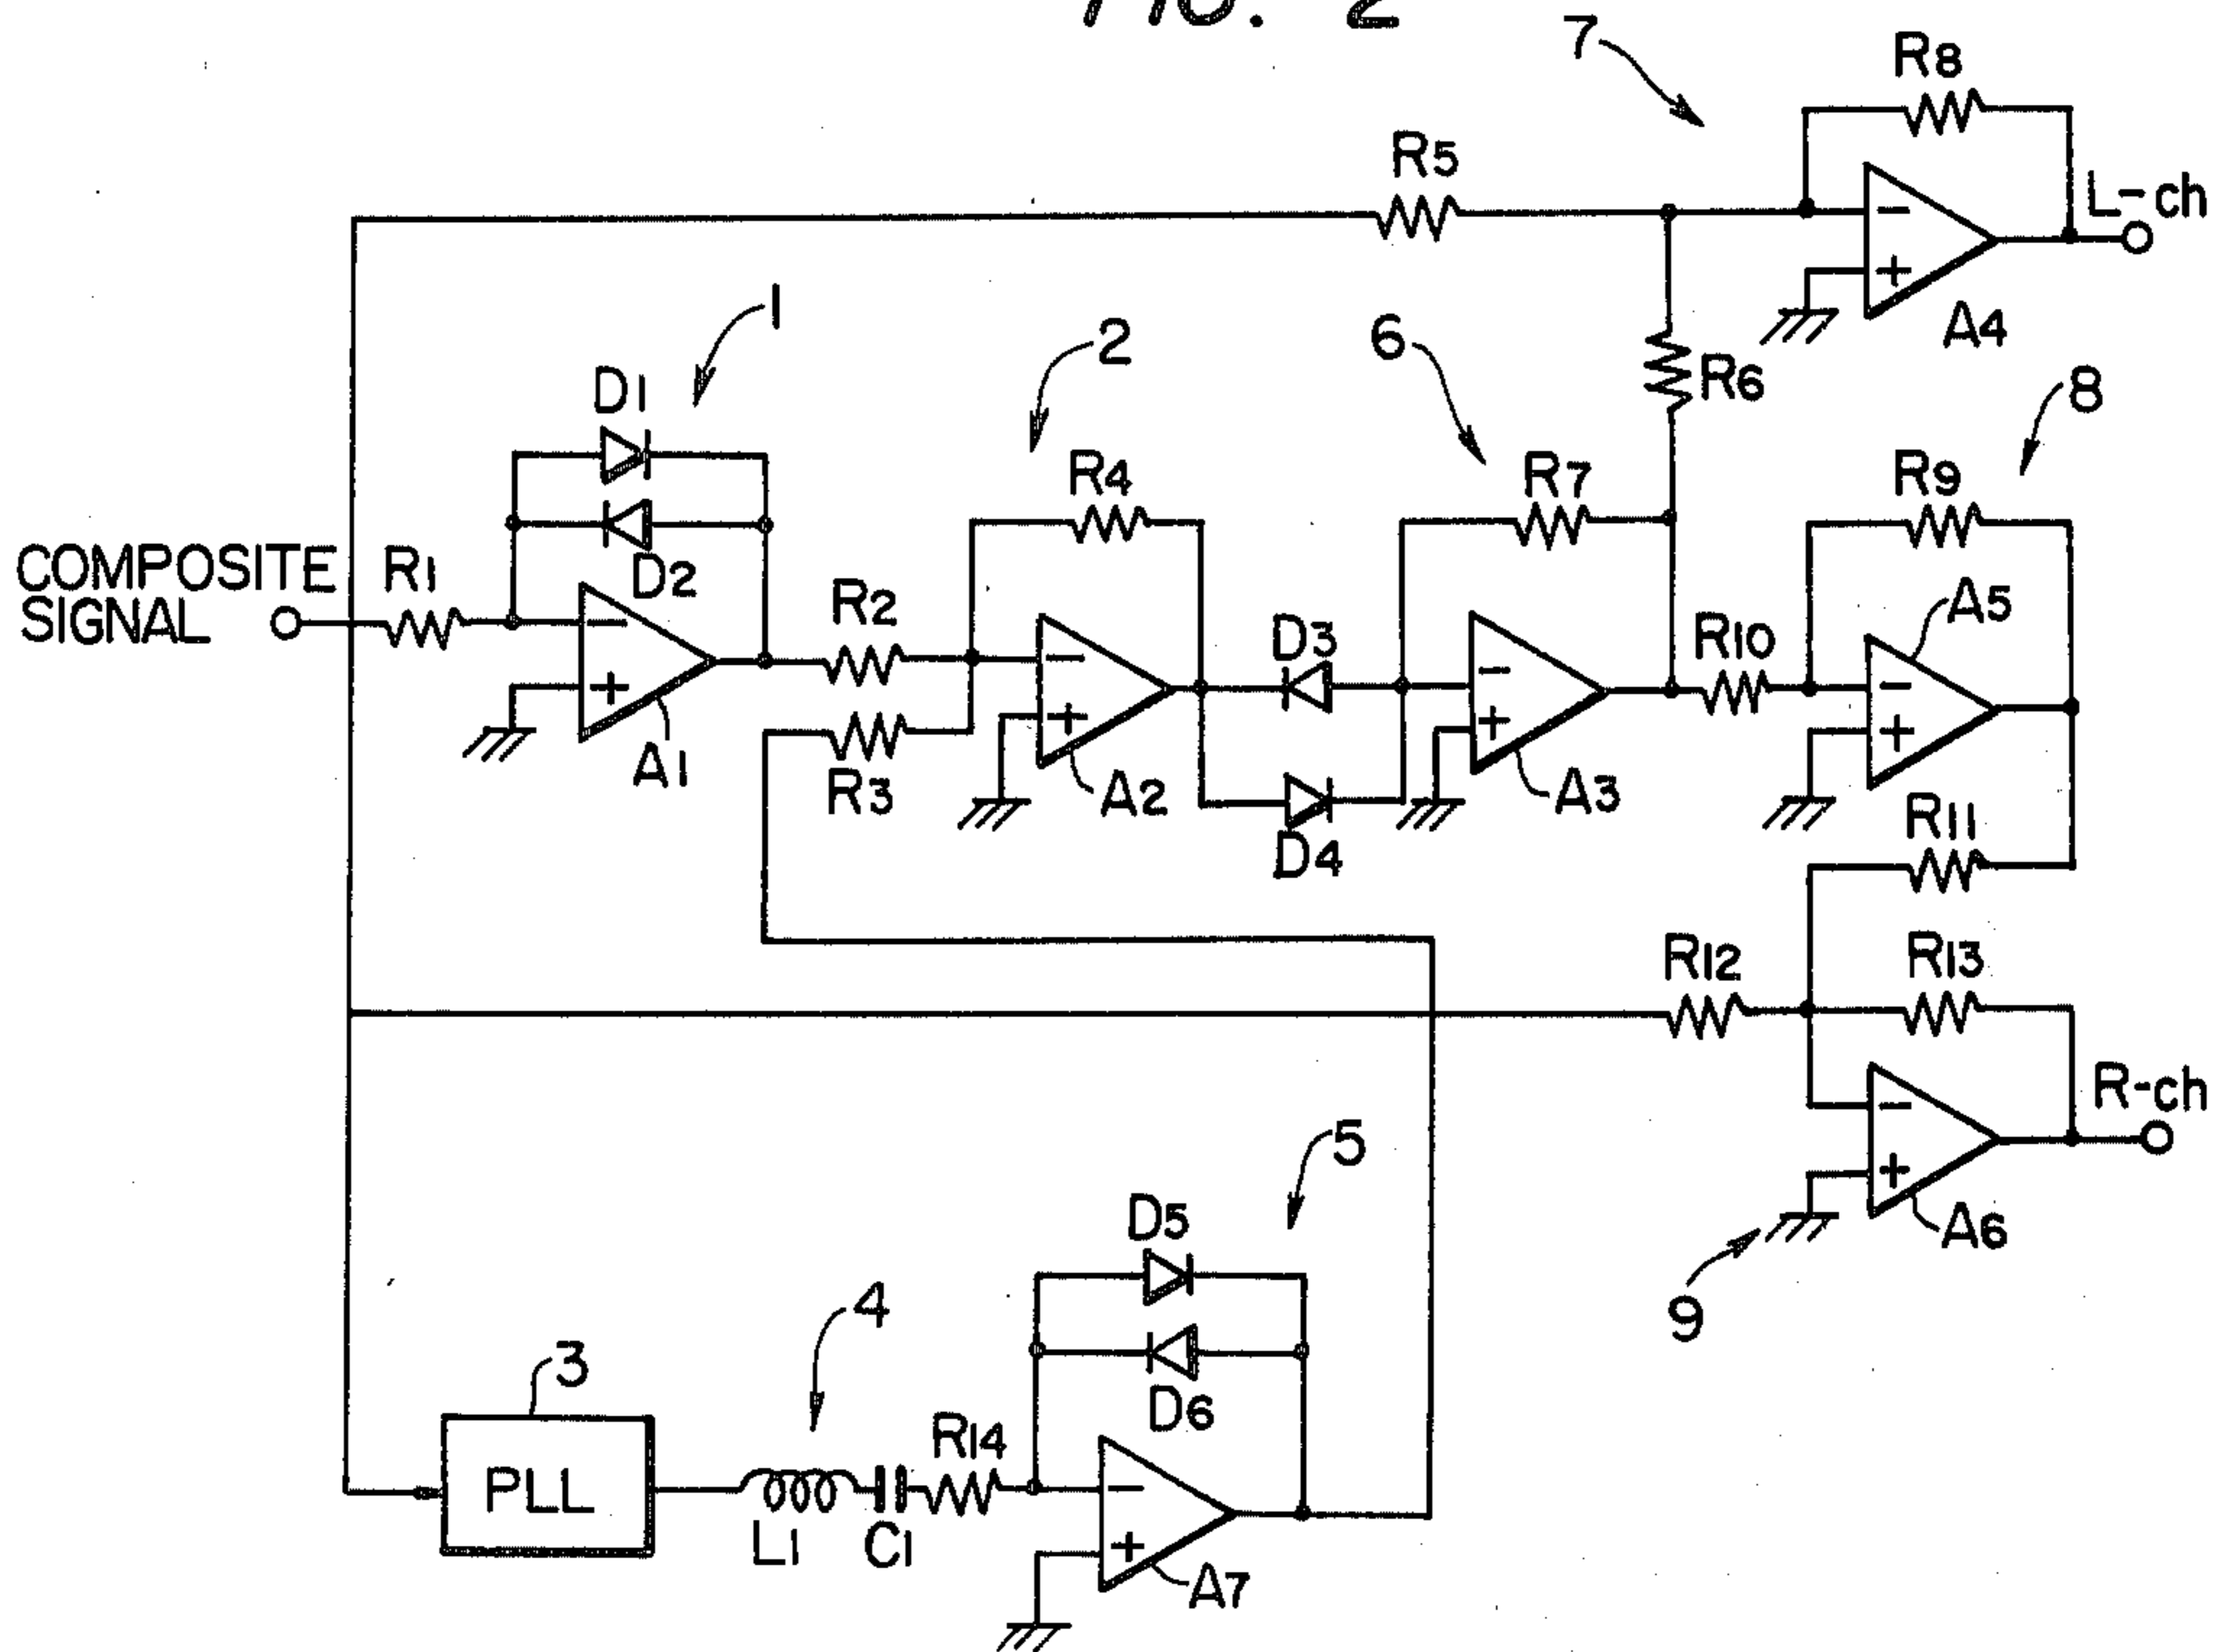 FIG. 2
7
R8
R5
L-ch
−
+
A4
1
2
6
R6
8
D1
R4
R7
R9
D2
COMPOSITE
SIGNAL
R1
−
+
A1
R2
R3
−
+
A2
D3
D4
−
+
A3
R10
A5
−
+
R11
R12
R13
R-ch
−
+
A6
9
5
D5
D6
4
3
PLL
L1
C1
R14
−
+
A7